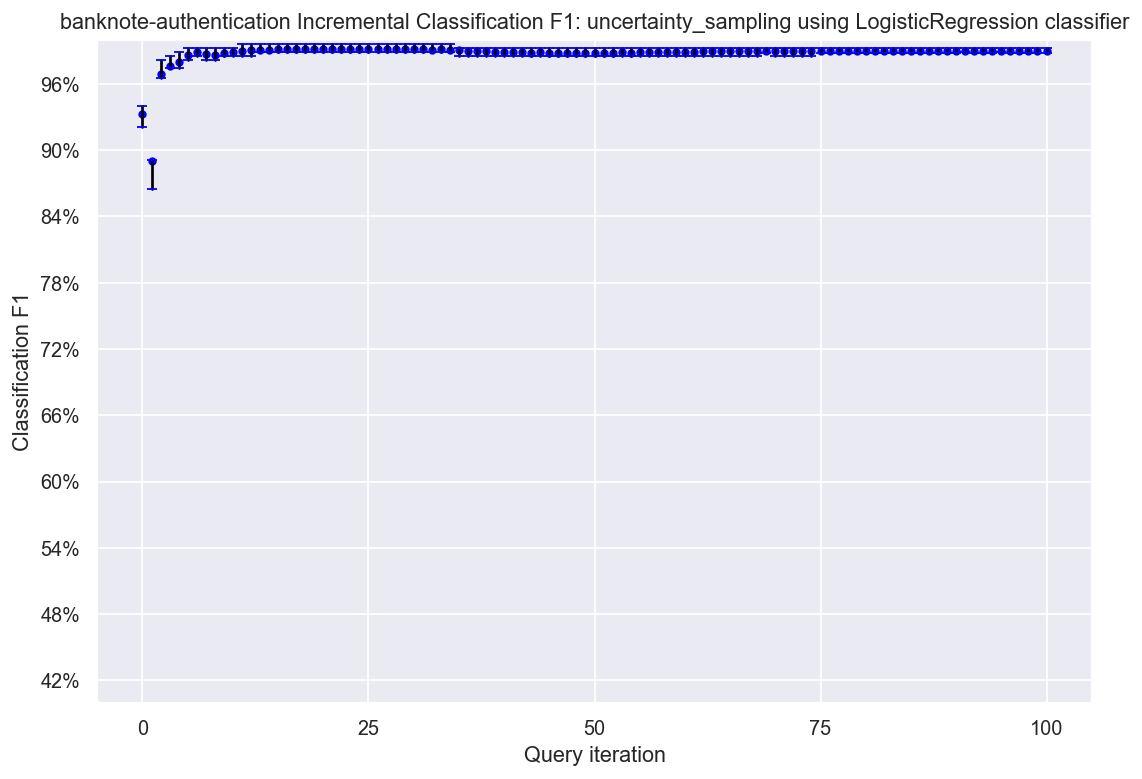 banknote-authentication Incremental Classification F1: uncertainty_sampling using LogisticRegression classifier
96%
90%
84%
78%
72%
66%
60%
54%
48%
42%
Classification F1
0 25 50 75 100
Query iteration